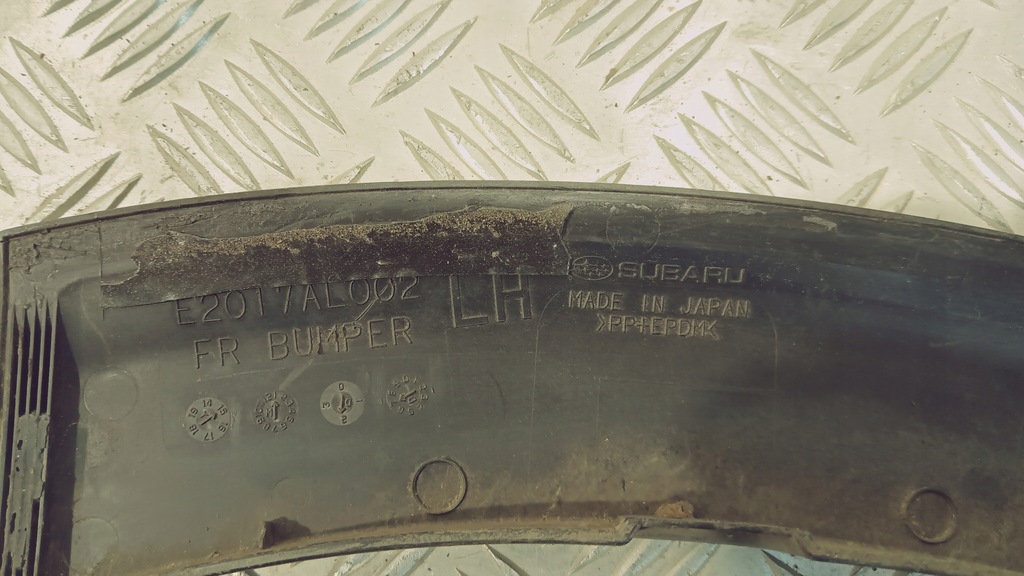 E2017AL002
LH
FR BUMPER
SUBARU
MADE IN JAPAN
>PP+EPDM<